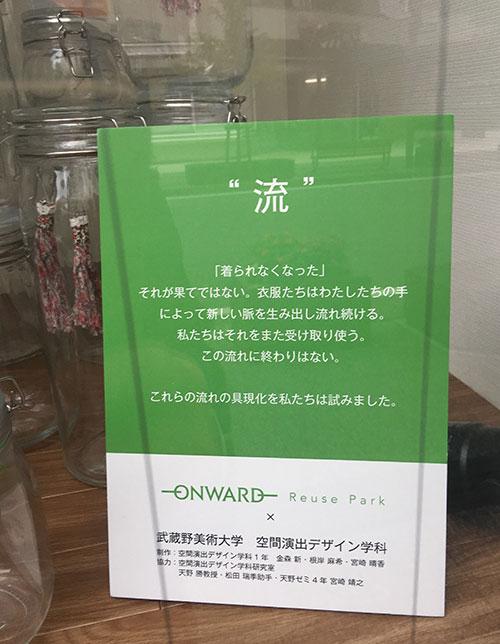 “流”
「着られなくなった」
それが果てではない。衣服たちはわたしたちの手
によって新しい脈を生み出し流れ続ける。
私たちはそれをまた受け取り使う。
この流れに終わりはない。
これらの流れの具現化を私たちは試みました。
ONWARD Reuse Park
×
武蔵野美術大学　空間演出デザイン学科
制作：空間演出デザイン学科1年　金森 新・根岸 麻希・宮崎 晴香
協力：空間演出デザイン学科研究室
天野 勝教授・松田 瑞季助手・天野ゼミ4年 宮崎 靖之